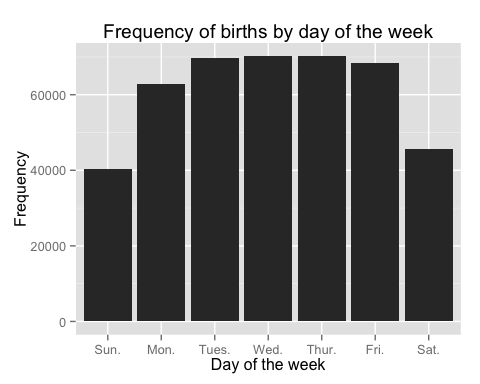 Frequency of births by day of the week
Frequency
60000
40000
20000
0
Sun. Mon. Tues. Wed. Thur. Fri. Sat.
Day of the week